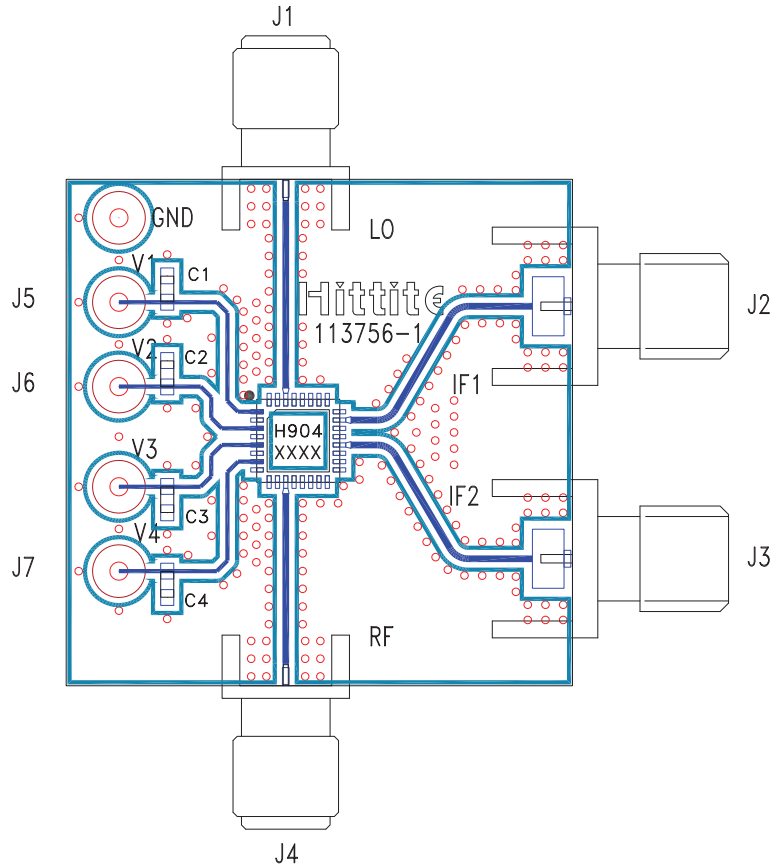 J1
GND
LO
V1
C1
J5
Hittite
J2
113756-1
V2
C2
J6
IF1
H904
XXXX
V3
IF2
C3
V4
J7
J3
C4
RF
J4